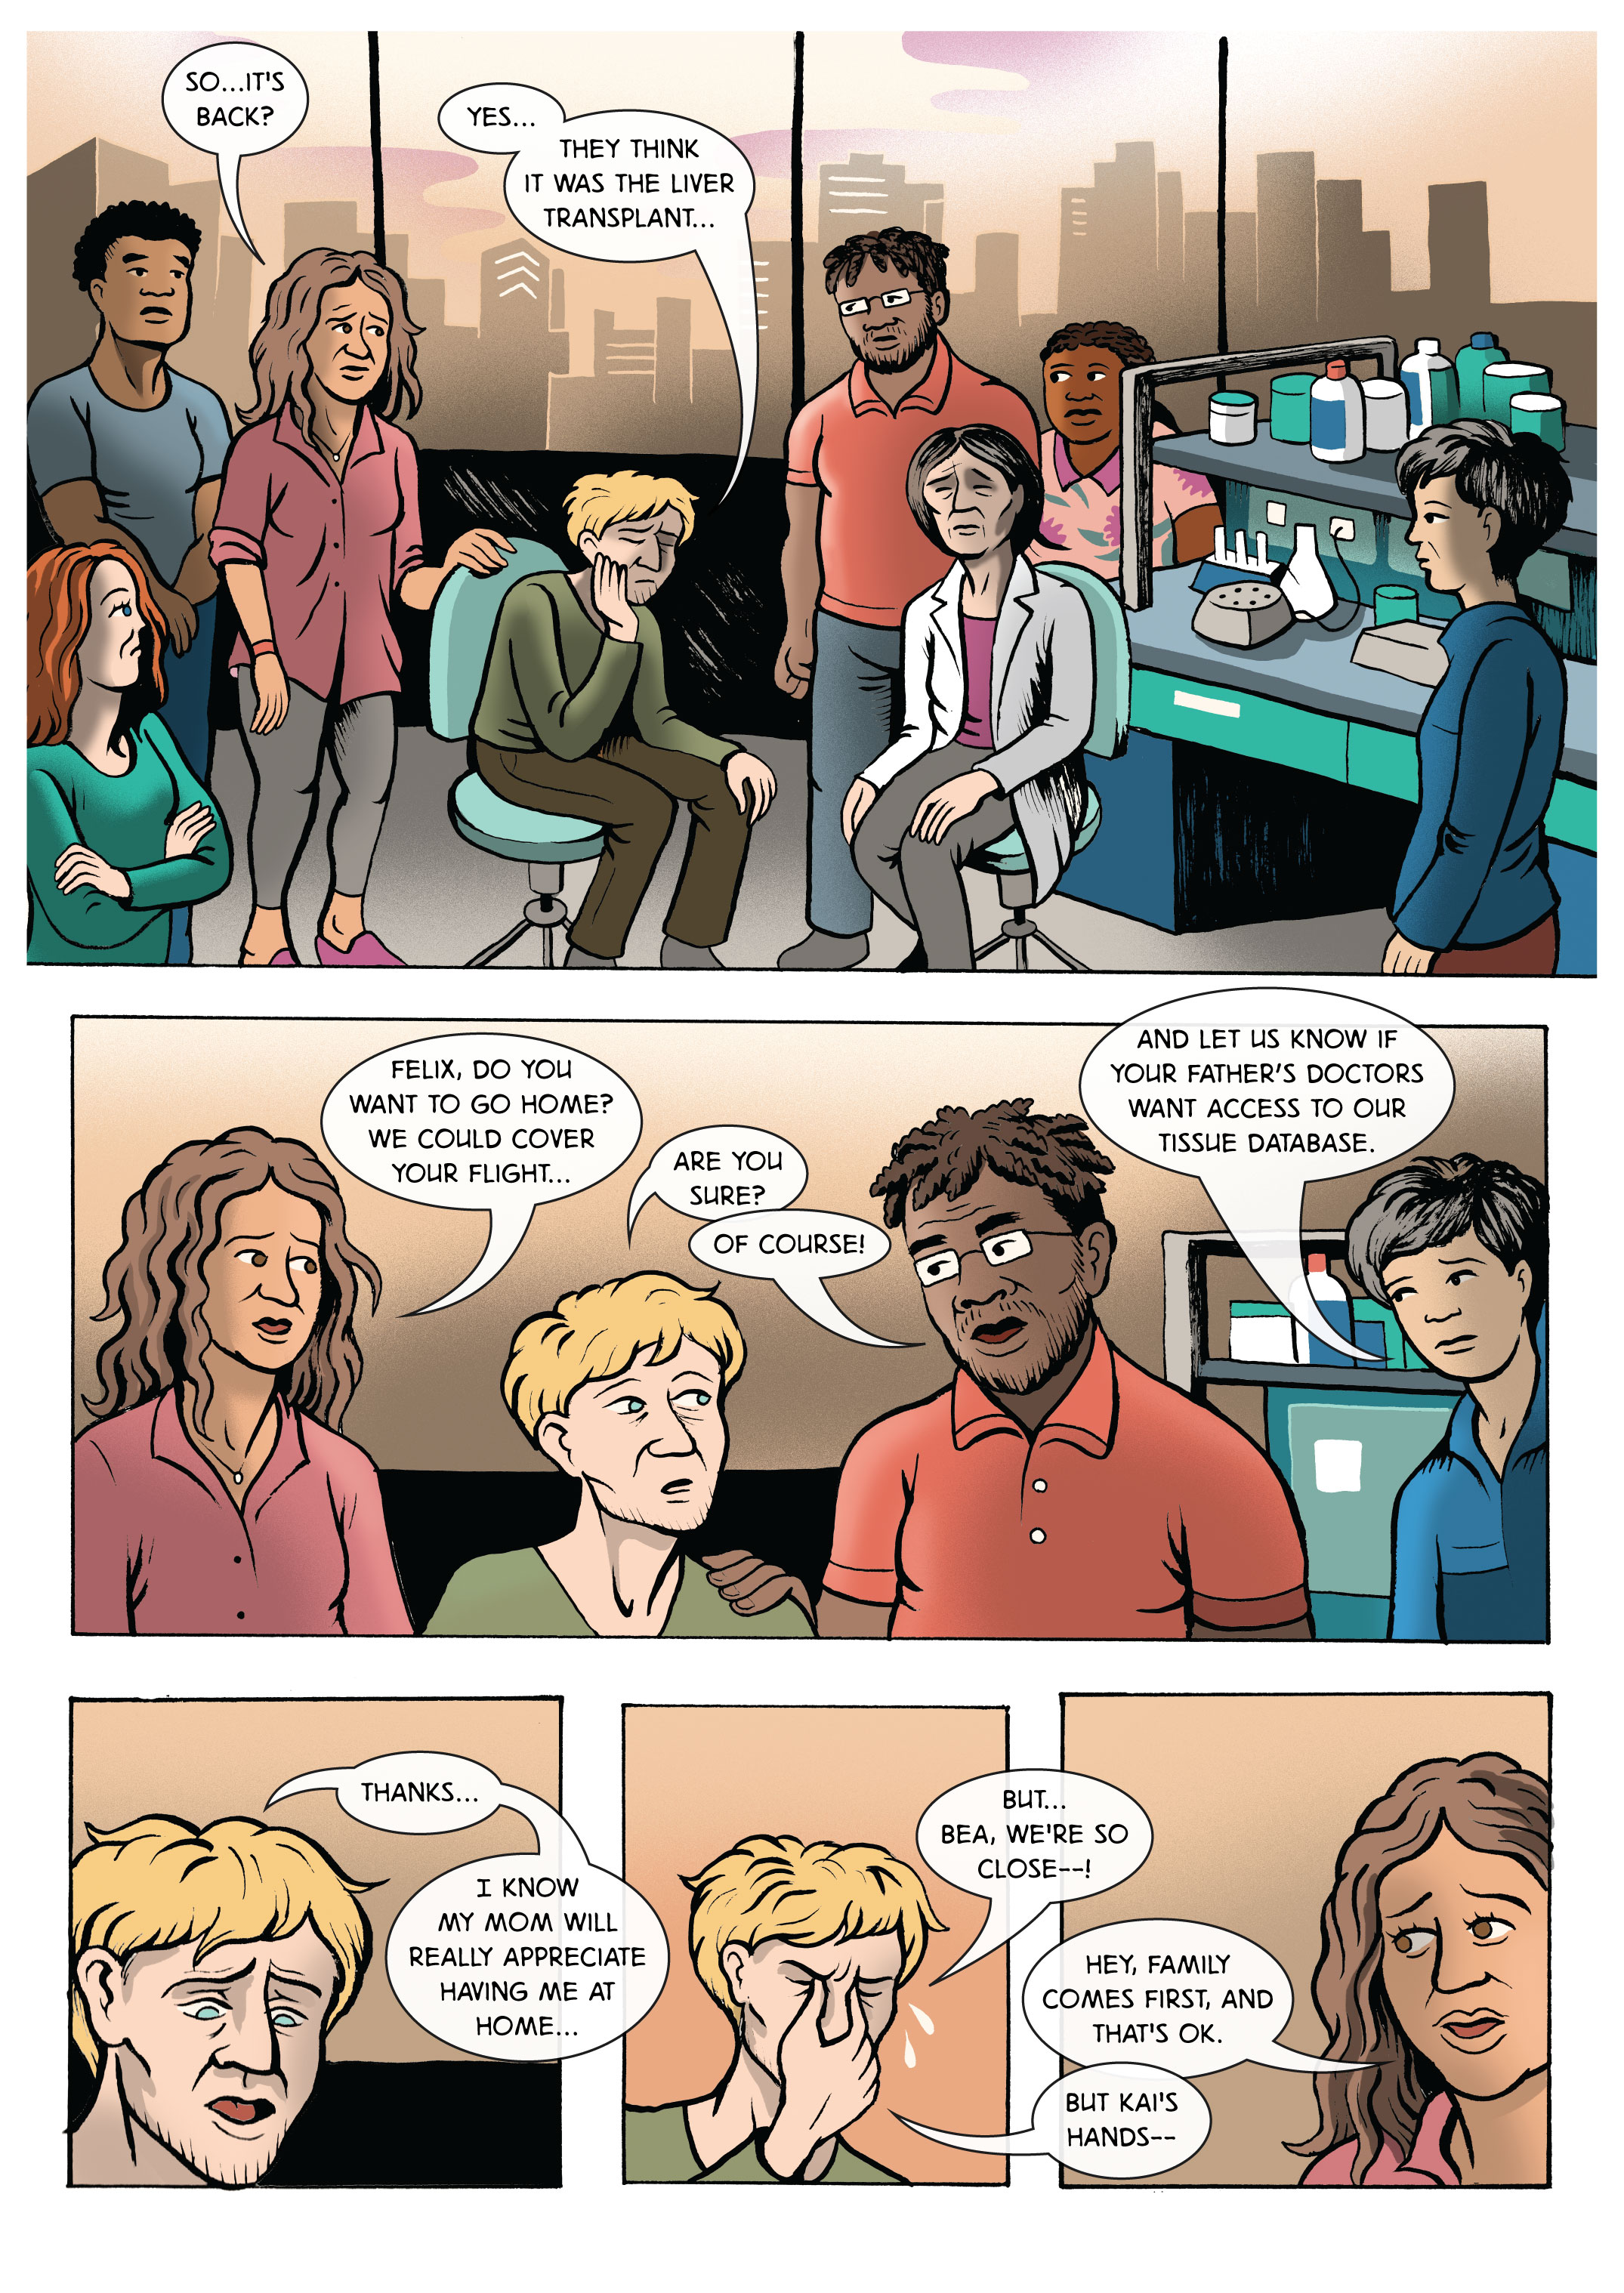 SO...IT'S
BACK?
YES...
THEY THINK
IT WAS THE LIVER
TRANSPLANT...
FELIX, DO YOU
WANT TO GO HOME?
WE COULD COVER
YOUR FLIGHT...
ARE YOU
SURE?
OF COURSE!
AND LET US KNOW IF
YOUR FATHER'S DOCTORS
WANT ACCESS TO OUR
TISSUE DATABASE.
THANKS...
I KNOW
MY MOM WILL
REALLY APPRECIATE
HAVING ME AT
HOME...
BUT...
BEA, WE'RE SO
CLOSE--!
HEY, FAMILY
COMES FIRST, AND
THAT'S OK.
BUT KAI'S
HANDS--